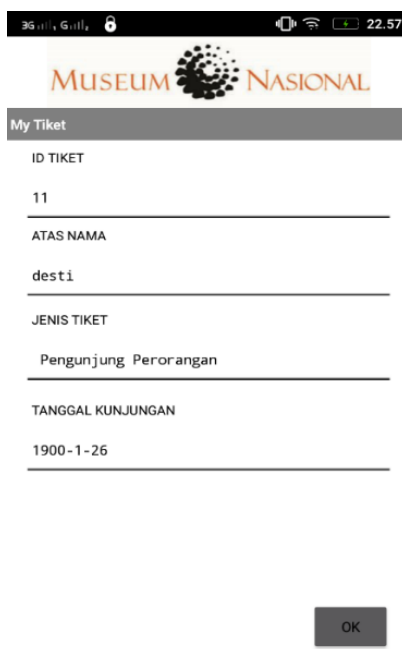 3G G 22.57
MUSEUM NASIONAL
My Tiket
ID TIKET
11
ATAS NAMA
desti
JENIS TIKET
Pengunjung Perorangan
TANGGAL KUNJUNGAN
1900-1-26
OK